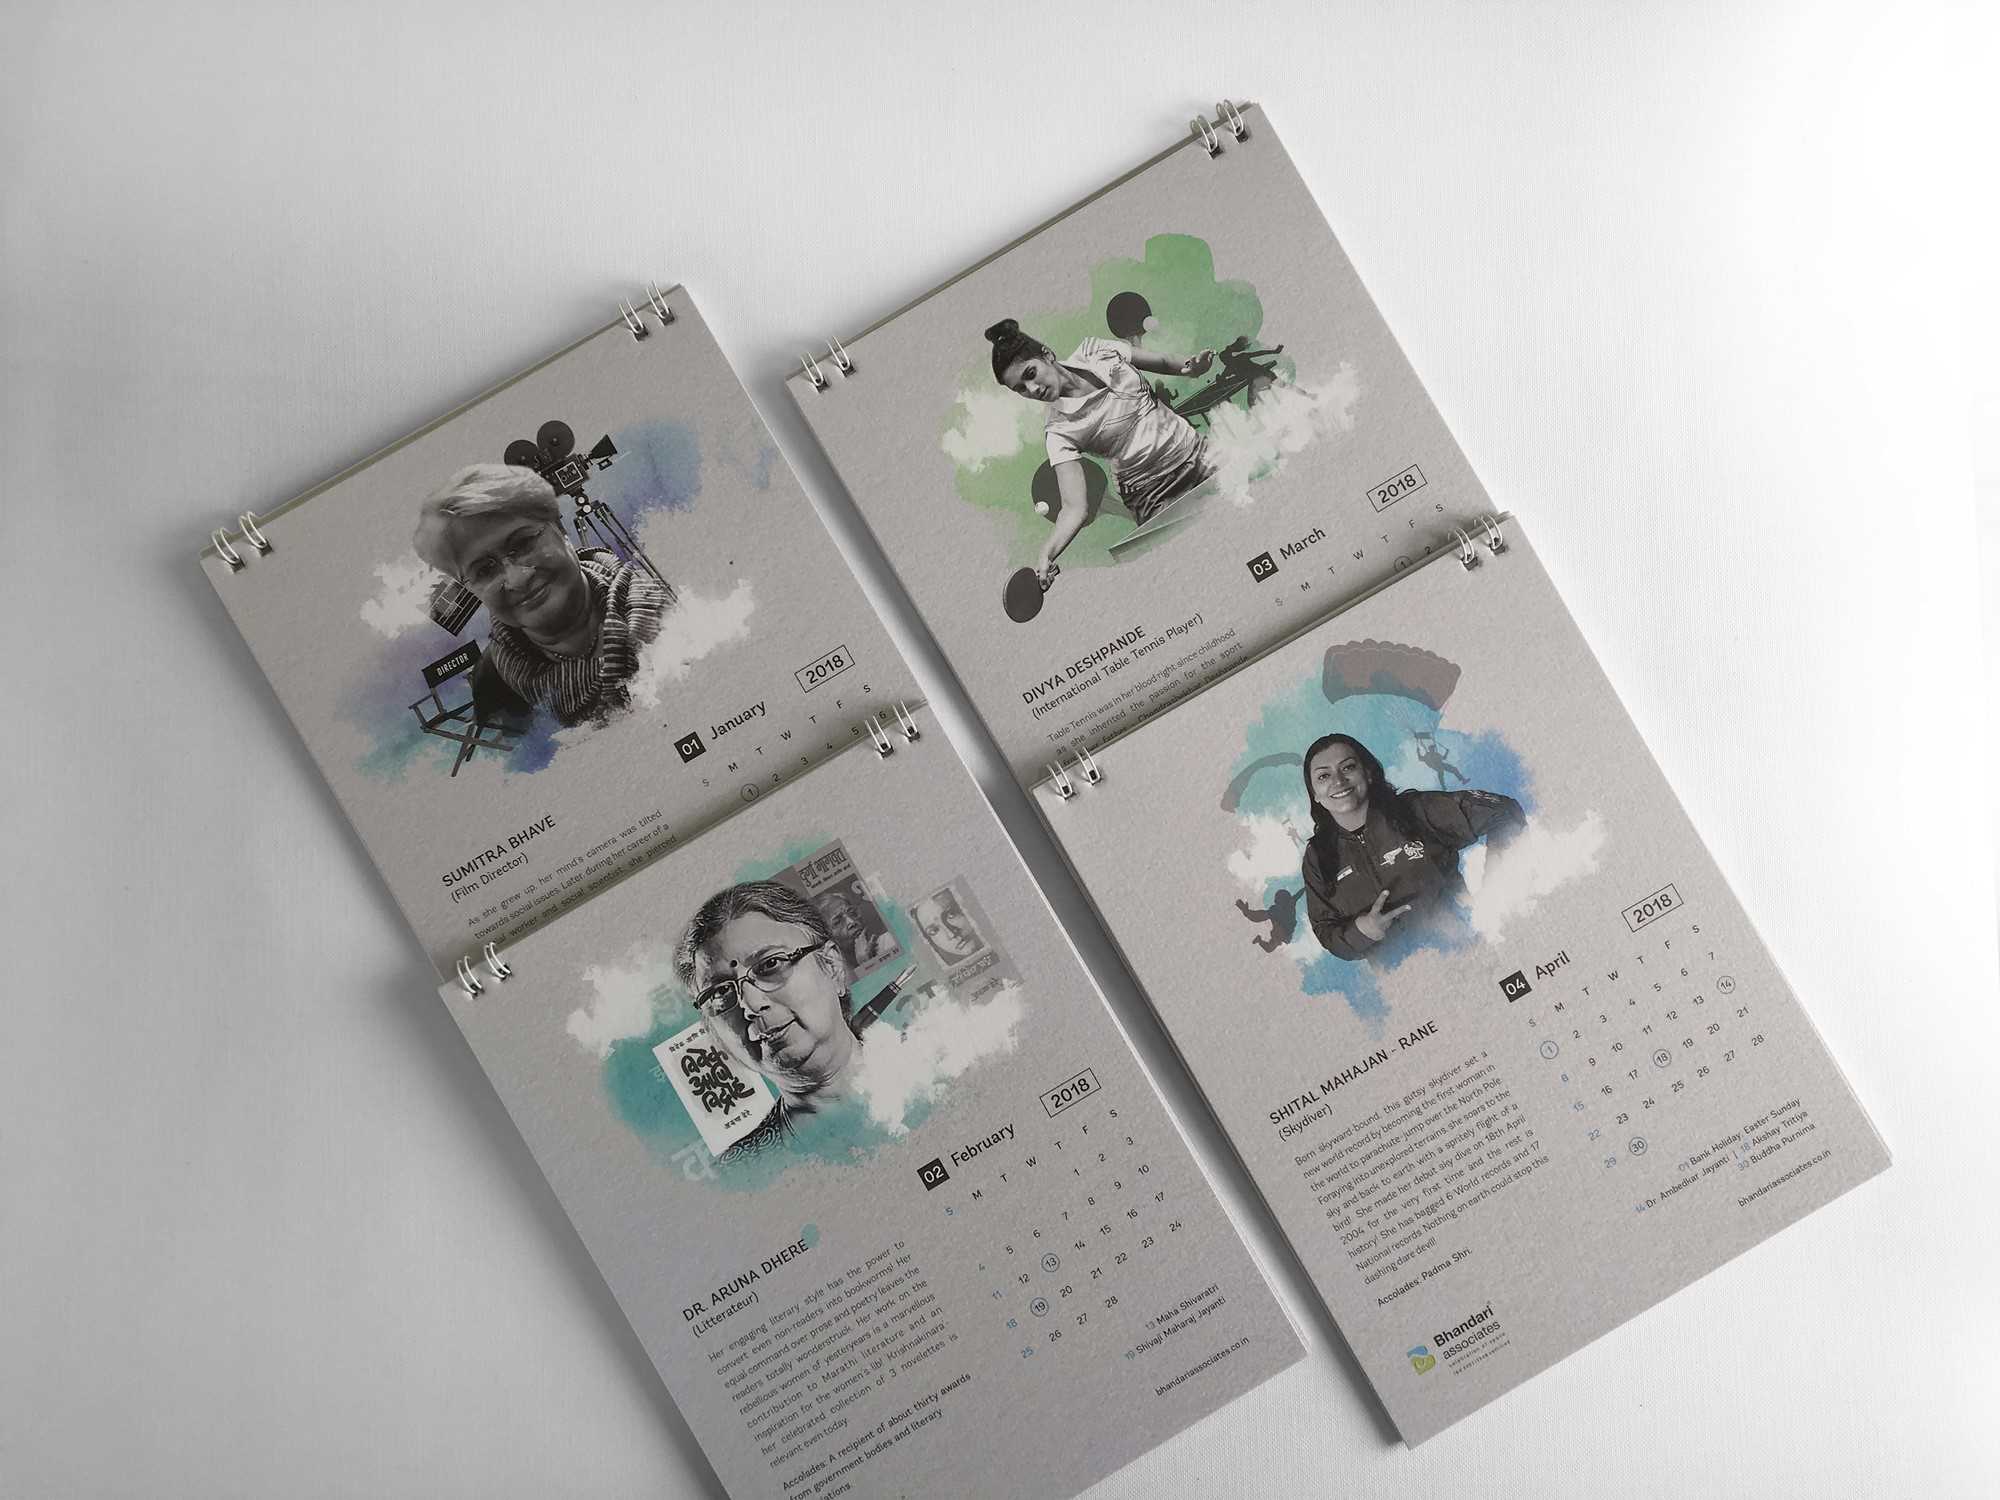 DIRECTOR
2018
01 January
S M T W T F S
1 2 3 4 5 6
SUMITRA BHAVE
(Film Director)
As she grew up, her mind's camera was tilted
towards social issues. Later during her career of a
worker and social scientist, she pierced
2018
03 March
S M T W T F S
1 2
DIVYA DESHPANDE
(International Table Tennis Player)
Table Tennis was in her blood right since childhood
as she inherited the passion for the sport
her father - Chandrashekhar Deshpande
दुर्गा भागवत
विवेक आणि
विद्रोह
अरुणा ढेरे
2018
02 February
S M T W T F S
1 2 3
4 5 6 7 8 9 10
11 12 13 14 15 16 17
18 19 20 21 22 23 24
25 26 27 28
13 Maha Shivaratri
19 Shivaji Maharaj Jayanti
bhandariassociates.co.in
DR. ARUNA DHERE
(Litterateur)
Her engaging literary style has the power to
convert even non-readers into bookworms! Her
equal command over prose and poetry leaves the
readers totally wonderstruck. Her work on the
rebellious women of yesteryears is a marvellous
contribution to Marathi literature and an
inspiration for the women's lib! 'Krishnakinara'-
her celebrated collection of 3 novelettes is
relevant even today.
Accolades: A recipient of about thirty awards
from government bodies and literary
2018
04 April
S M T W T F S
1 2 3 4 5 6 7
8 9 10 11 12 13 14
15 16 17 18 19 20 21
22 23 24 25 26 27 28
29 30
01 Bank Holiday, Easter Sunday
14 Dr. Ambedkar Jayanti | 18 Akshay Tritiya
30 Buddha Purnima
bhandariassociates.co.in
SHITAL MAHAJAN - RANE
(Skydiver)
Born skyward-bound, this gutsy skydiver set a
new world record by becoming the first woman in
the world to parachute-jump over the North Pole.
Foraying into unexplored terrains, she soars to the
sky and back to earth with a spritely flight of a
bird! She made her debut sky dive on 18th April
2004 for the very first time and the rest is
history! She has bagged 6 World records and 17
National records Nothing on earth could stop this
dashing dare devil!
Accolades: Padma Shri.
Bhandari
associates